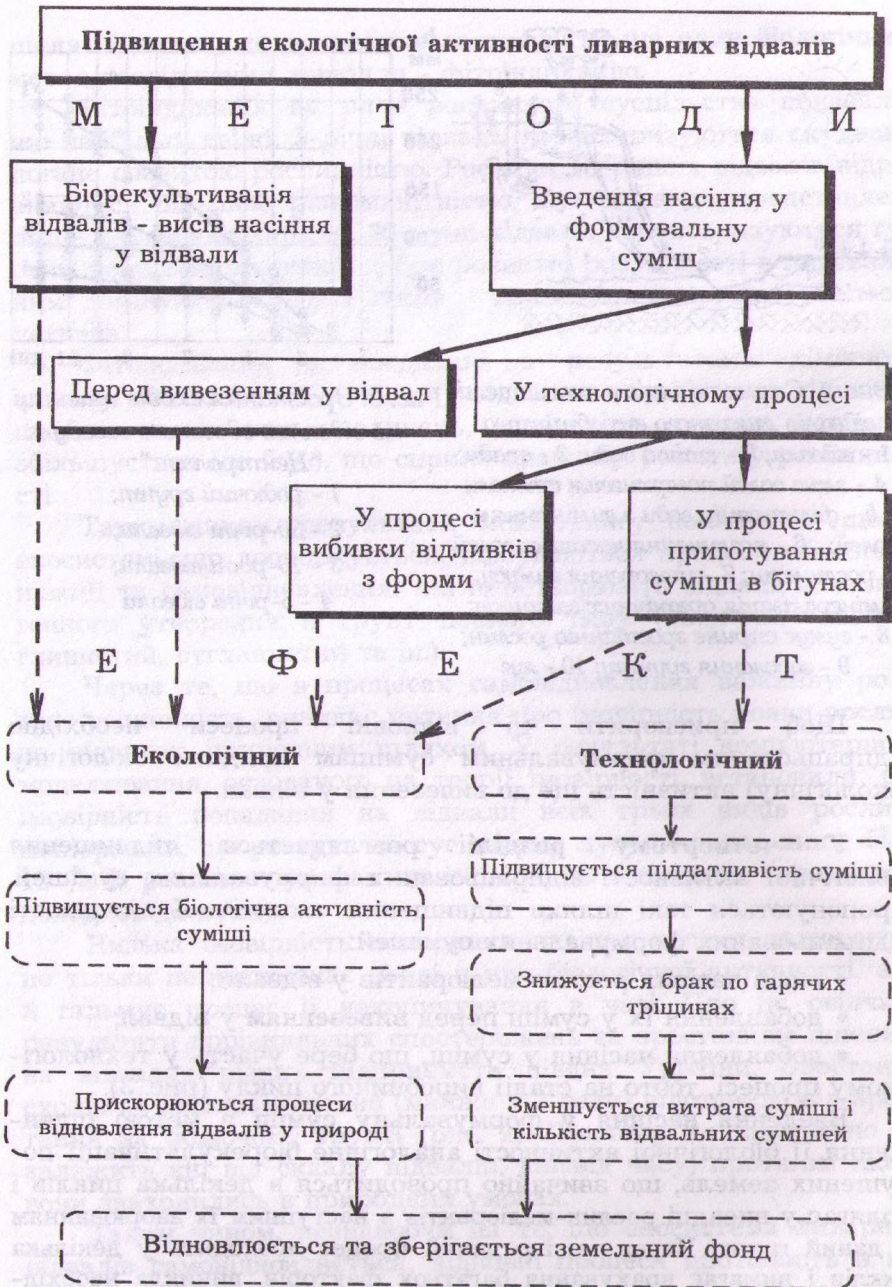 Підвищення екологічної активності ливарних відвалів
М Е Т О Д И
Біорекультивація
відвалів - висів насіння
у відвали
Введення насіння у
формувальну
суміш
Перед вивезенням у відвал
У технологічному процесі
У процесі
вибивки відливків
з форми
У процесі
приготування
суміші в бігунах
Е Ф Е К Т И
Екологічний
Технологічний
Підвищується біологічна активність
суміші
Підвищується піддатливість суміші
Знижується брак по гарячих
тріщинах
Прискорюється процеси
відновлення відвалів у природі
Зменшується витрата суміші і
кількість відвальних сумішей
Відновлюється та зберігається земельний фонд